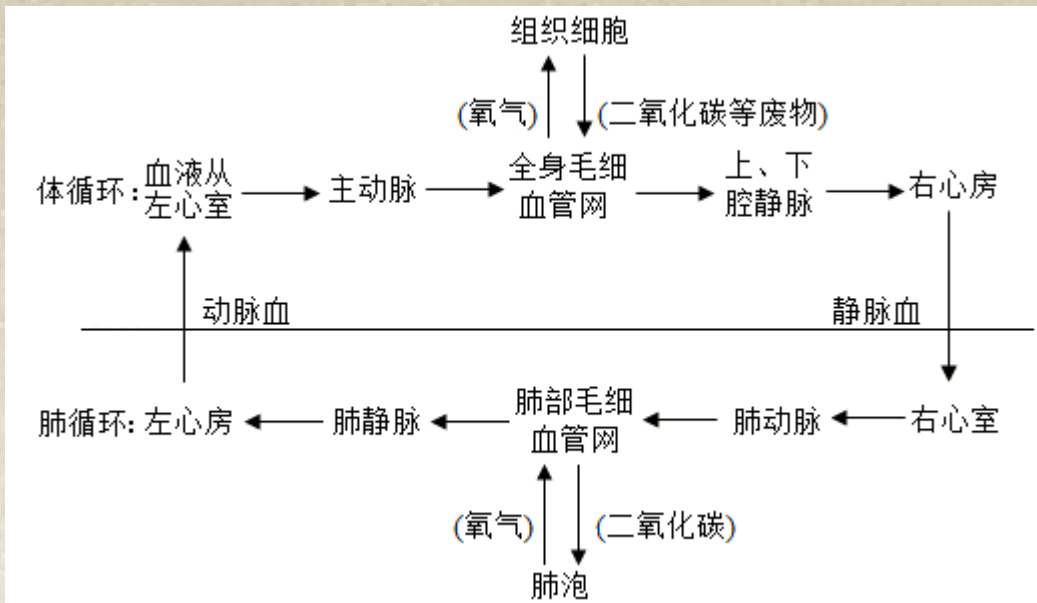 组织细胞
(氧气) (二氧化碳等废物)
体循环: 血液从 主动脉 全身毛细 上、下 右心房
左心室 血管网 腔静脉
动脉血 静脉血
肺循环: 左心房 肺静脉 肺部毛细 肺动脉 右心室
血管网
(氧气) (二氧化碳)
肺泡